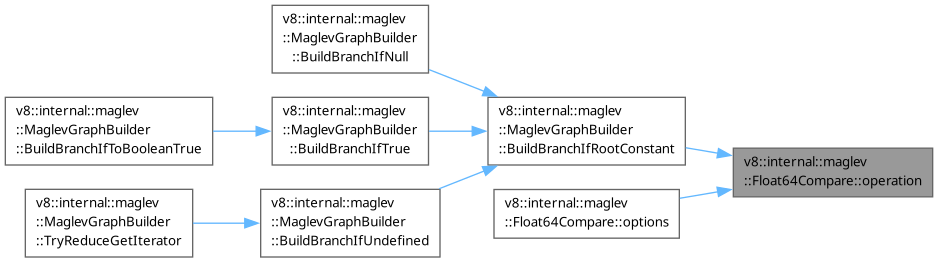 v8::internal::maglev
::MaglevGraphBuilder
::BuildBranchIfNull
v8::internal::maglev
::MaglevGraphBuilder
::BuildBranchIfToBooleanTrue
v8::internal::maglev
::MaglevGraphBuilder
::BuildBranchIfTrue
v8::internal::maglev
::MaglevGraphBuilder
::BuildBranchIfRootConstant
v8::internal::maglev
::Float64Compare::operation
v8::internal::maglev
::MaglevGraphBuilder
::TryReduceGetIterator
v8::internal::maglev
::MaglevGraphBuilder
::BuildBranchIfUndefined
v8::internal::maglev
::Float64Compare::options